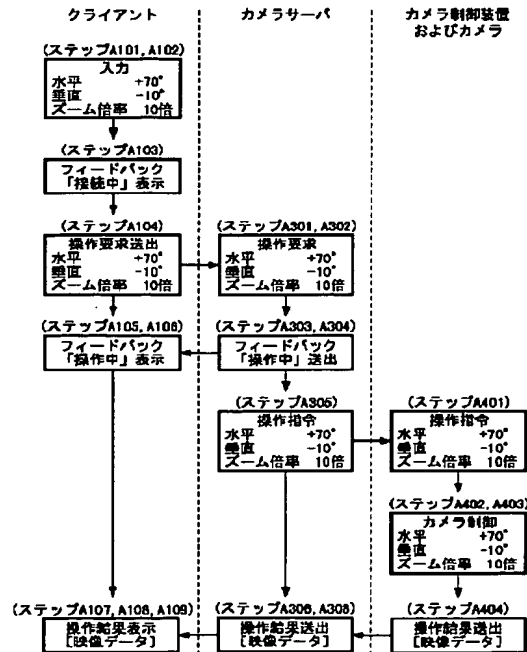 クライアント
カメラサーバ
カメラ制御装置
およびカメラ
(ステップA101, A102)
入力
水平 +70°
垂直 -10°
ズーム倍率 10倍
(ステップA103)
フィードバック
「接続中」表示
(ステップA104)
操作要求送出
水平 +70°
垂直 -10°
ズーム倍率 10倍
(ステップA301, A302)
操作要求
水平 +70°
垂直 -10°
ズーム倍率 10倍
(ステップA105, A106)
フィードバック
「操作中」表示
(ステップA303, A304)
フィードバック
「操作中」送出
(ステップA305)
操作指令
水平 +70°
垂直 -10°
ズーム倍率 10倍
(ステップA401)
操作指令
水平 +70°
垂直 -10°
ズーム倍率 10倍
(ステップA402, A403)
カメラ制御
水平 +70°
垂直 -10°
ズーム倍率 10倍
(ステップA107, A108, A109)
操作結果表示
[映像データ]
(ステップA306, A308)
操作結果送出
[映像データ]
(ステップA404)
操作結果送出
[映像データ]